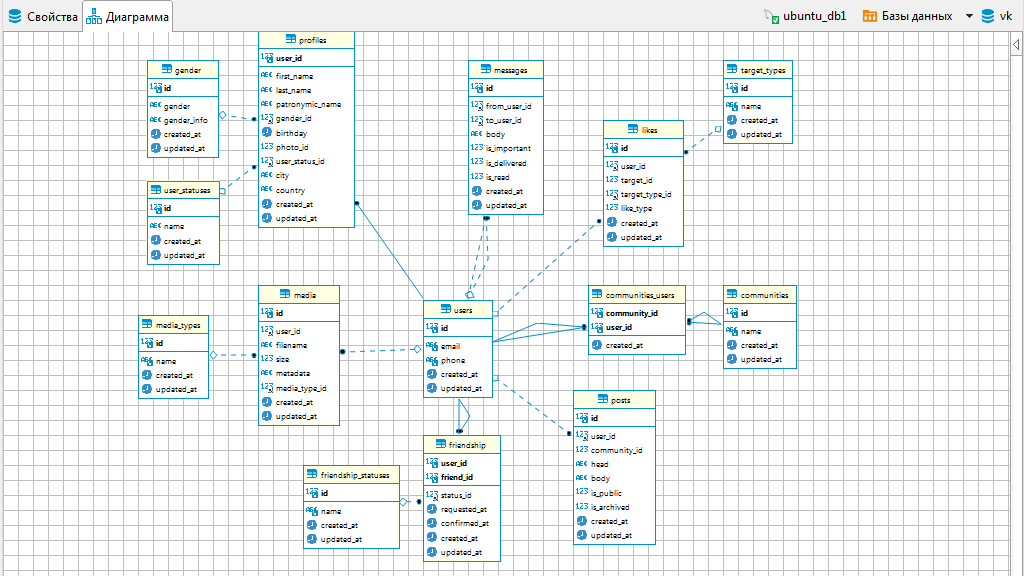 Свойства
Диаграмма
ubuntu_db1
Базы данных
vk
profiles
user_id
first_name
last_name
patronymic_name
gender_id
birthday
photo_id
user_status_id
city
country
created_at
updated_at
gender
id
gender
gender_info
created_at
updated_at
user_statuses
id
name
created_at
updated_at
messages
id
from_user_id
to_user_id
body
is_important
is_delivered
is_read
created_at
updated_at
likes
id
user_id
target_id
target_type_id
like_type
created_at
updated_at
target_types
id
name
created_at
updated_at
media_types
id
name
created_at
updated_at
media
id
user_id
filename
size
metadata
media_type_id
created_at
updated_at
users
id
email
phone
created_at
updated_at
communities_users
community_id
user_id
created_at
communities
id
name
created_at
updated_at
friendship_statuses
id
name
created_at
updated_at
friendship
user_id
friend_id
status_id
requested_at
confirmed_at
created_at
updated_at
posts
id
user_id
community_id
head
body
is_public
is_archived
created_at
updated_at